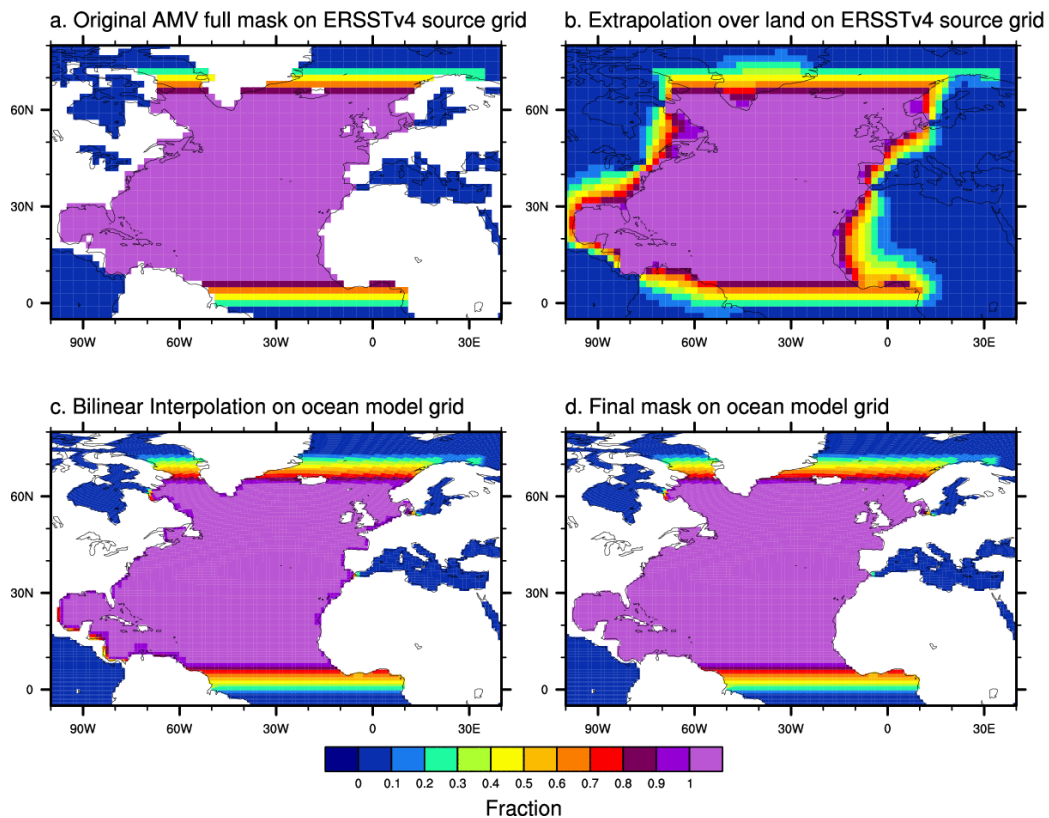 a. Original AMV full mask on ERSSTv4 source grid
b. Extrapolation over land on ERSSTv4 source grid
60N
30N
0
90W 60W 30W 0 30E
60N
30N
0
90W 60W 30W 0 30E
c. Bilinear Interpolation on ocean model grid
d. Final mask on ocean model grid
60N
30N
0
90W 60W 30W 0 30E
60N
30N
0
90W 60W 30W 0 30E
0 0.1 0.2 0.3 0.4 0.5 0.6 0.7 0.8 0.9 1
Fraction